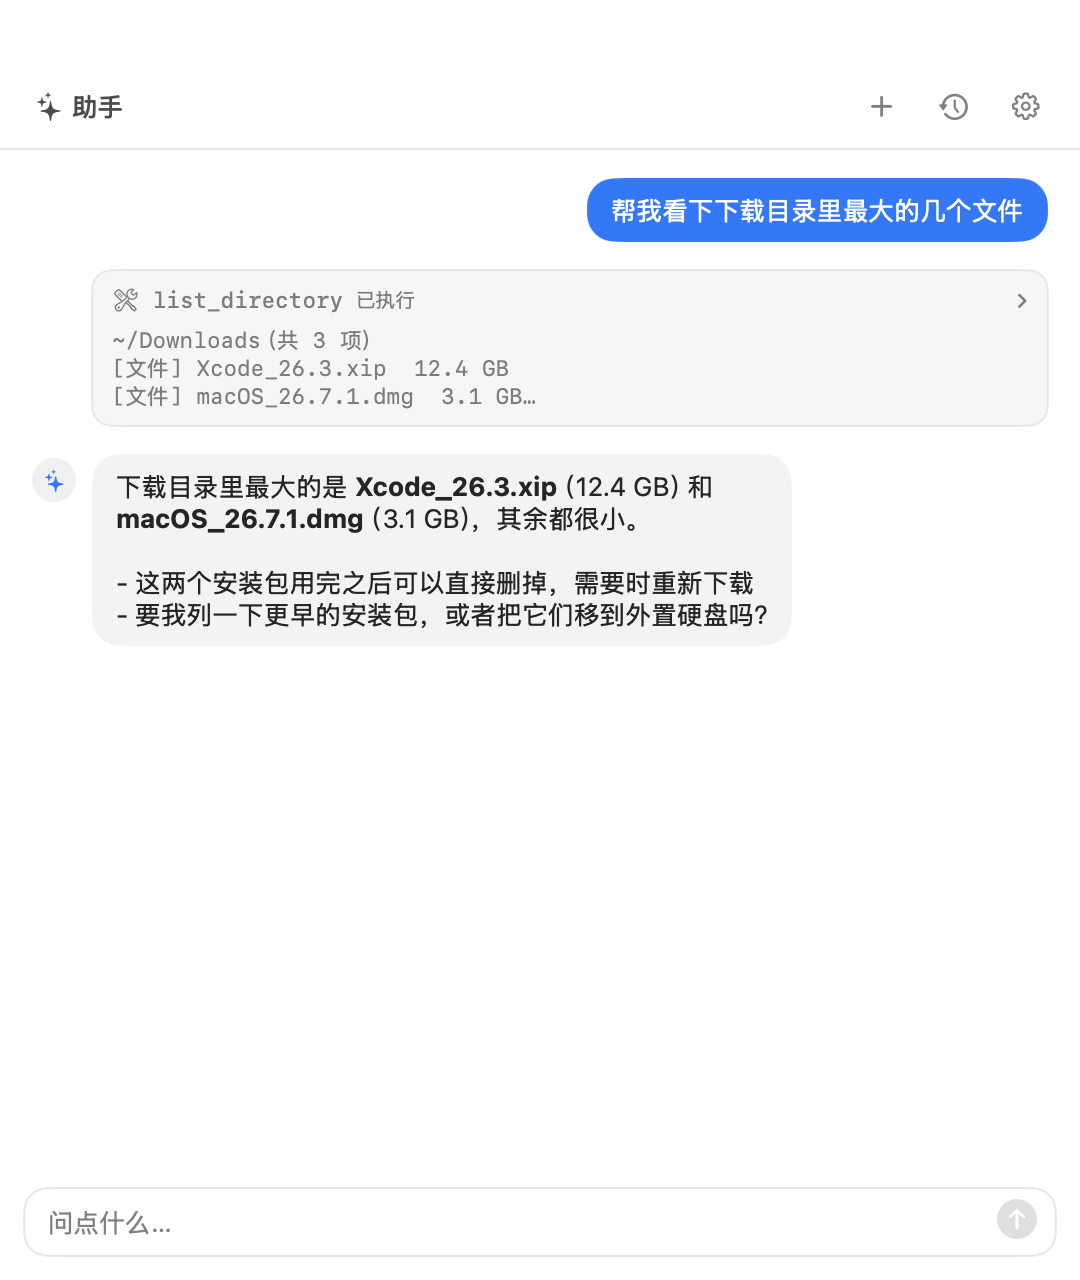 助手
帮我看下下载目录里最大的几个文件
list_directory 已执行
~/Downloads (共 3 项)
[文件] Xcode_26.3.xip  12.4 GB
[文件] macOS_26.7.1.dmg  3.1 GB…
下载目录里最大的是 Xcode_26.3.xip (12.4 GB) 和
macOS_26.7.1.dmg (3.1 GB)，其余都很小。
- 这两个安装包用完之后可以直接删掉，需要时重新下载
- 要我列一下更早的安装包，或者把它们移到外置硬盘吗？
问点什么...